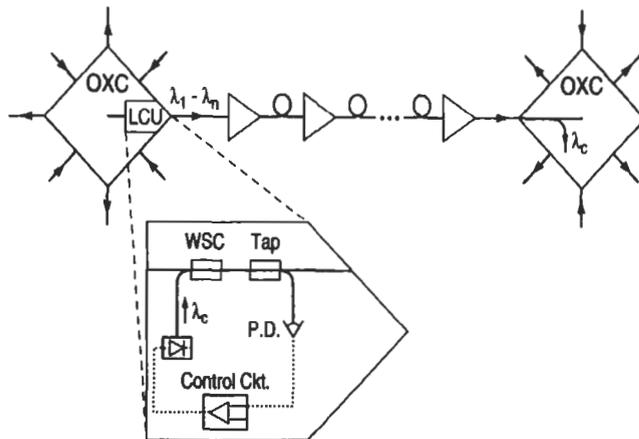 OXC
OXC
LCU
λ1 - λn
λc
WSC
Tap
λc
P.D.
Control Ckt.